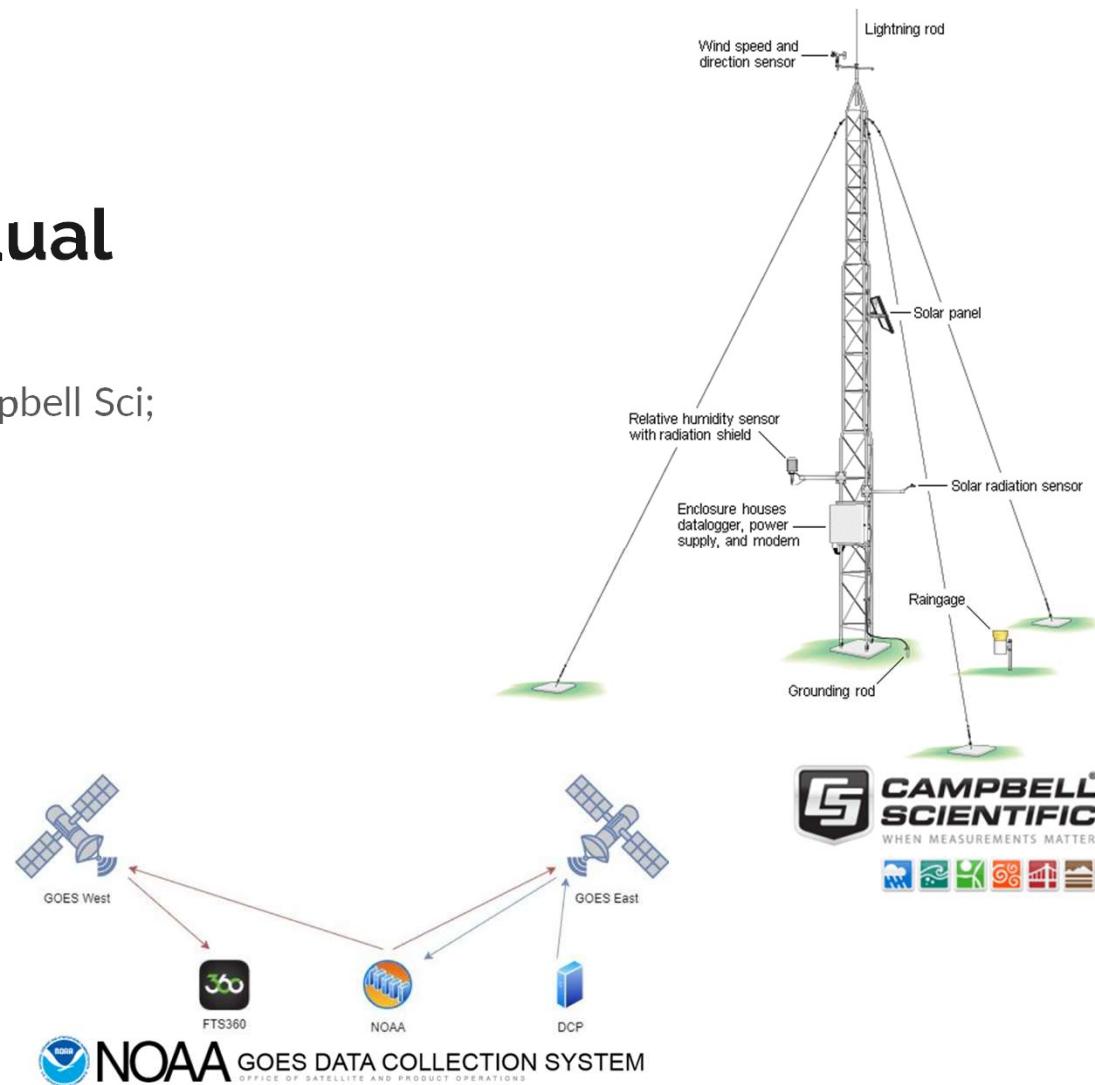 ual
pbell Sci;
Lightning rod
Wind speed and
direction sensor
Solar panel
Relative humidity sensor
with radiation shield
Solar radiation sensor
Enclosure houses
datalogger, power
supply, and modem
Raingage
Grounding rod
CAMPBELL®
SCIENTIFIC
WHEN MEASUREMENTS MATTER
GOES West
GOES East
360
FTS360
NOAA
DCP
NOAA
NOAA GOES DATA COLLECTION SYSTEM
OFFICE OF SATELLITE AND PRODUCT OPERATIONS